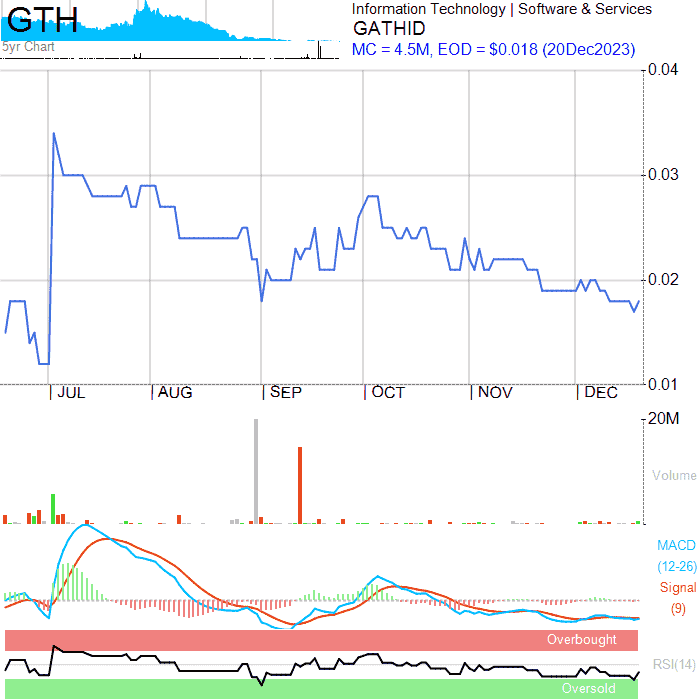 GTH
5yr Chart
Information Technology | Software & Services
GATHID
MC = 4.5M, EOD = $0.018 (20Dec2023)
0.04
0.03
0.02
0.01
JUL
AUG
SEP
OCT
NOV
DEC
20M
Volume
MACD
(12-26)
Signal
(9)
Overbought
RSI(14)
Oversold